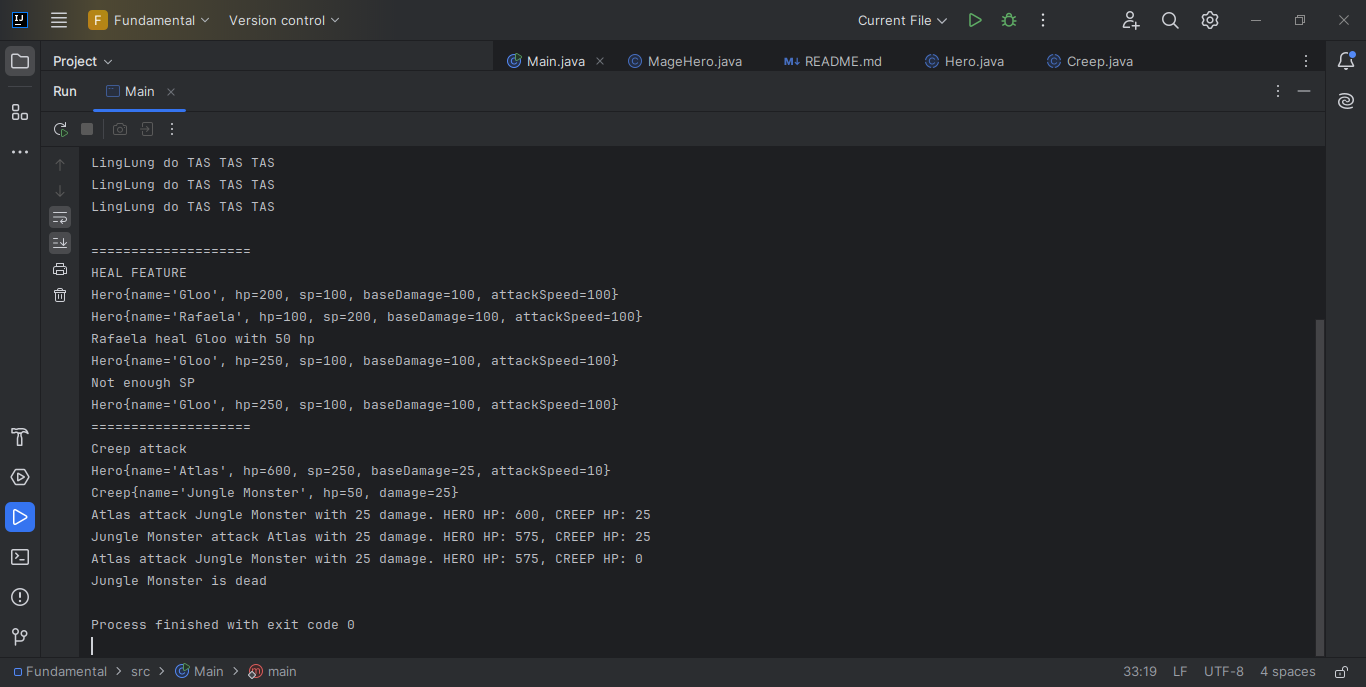 F Fundamental Version control Current File
Project Main.java MageHero.java M↓ README.md Hero.java Creep.java
Run Main
LingLung do TAS TAS TAS
LingLung do TAS TAS TAS
LingLung do TAS TAS TAS
====================
HEAL FEATURE
Hero{name='Gloo', hp=200, sp=100, baseDamage=100, attackSpeed=100}
Hero{name='Rafaela', hp=100, sp=200, baseDamage=100, attackSpeed=100}
Rafaela heal Gloo with 50 hp
Hero{name='Gloo', hp=250, sp=100, baseDamage=100, attackSpeed=100}
Not enough SP
Hero{name='Gloo', hp=250, sp=100, baseDamage=100, attackSpeed=100}
====================
Creep attack
Hero{name='Atlas', hp=600, sp=250, baseDamage=25, attackSpeed=10}
Creep{name='Jungle Monster', hp=50, damage=25}
Atlas attack Jungle Monster with 25 damage. HERO HP: 600, CREEP HP: 25
Jungle Monster attack Atlas with 25 damage. HERO HP: 575, CREEP HP: 25
Atlas attack Jungle Monster with 25 damage. HERO HP: 575, CREEP HP: 0
Jungle Monster is dead
Process finished with exit code 0
Fundamental > src > Main > main 33:19 LF UTF-8 4 spaces